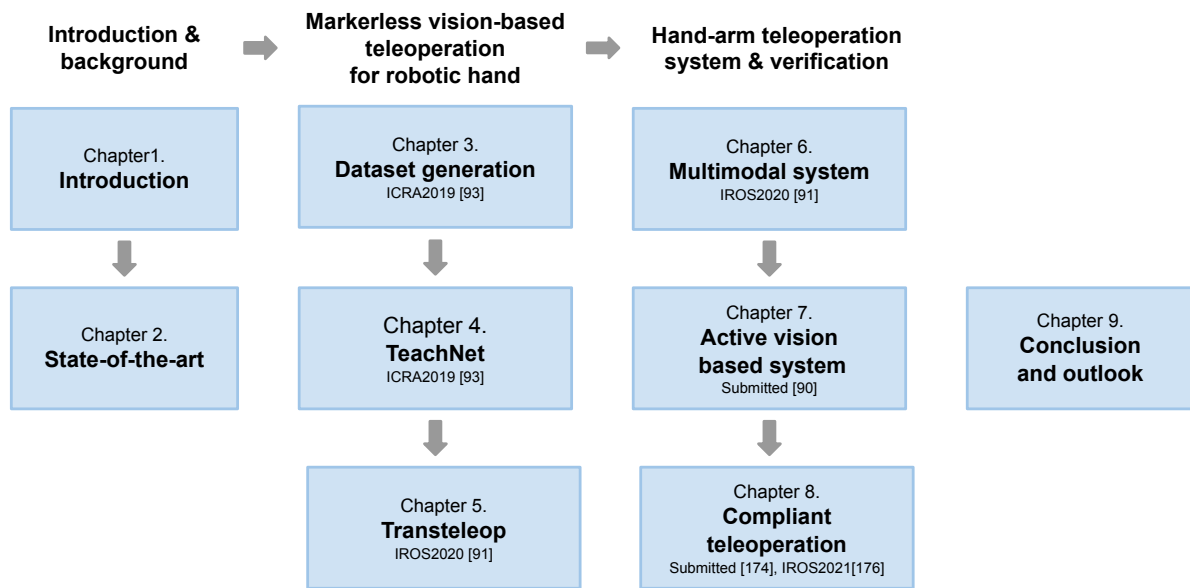 Introduction &
background
Markerless vision-based
teleoperation
for robotic hand
Hand-arm teleoperation
system & verification
Chapter1.
Introduction
Chapter 2.
State-of-the-art
Chapter 3.
Dataset generation
ICRA2019 [93]
Chapter 4.
TeachNet
ICRA2019 [93]
Chapter 5.
Transteleop
IROS2020 [91]
Chapter 6.
Multimodal system
IROS2020 [91]
Chapter 7.
Active vision
based system
Submitted [90]
Chapter 8.
Compliant
teleoperation
Submitted [174], IROS2021[176]
Chapter 9.
Conclusion
and outlook